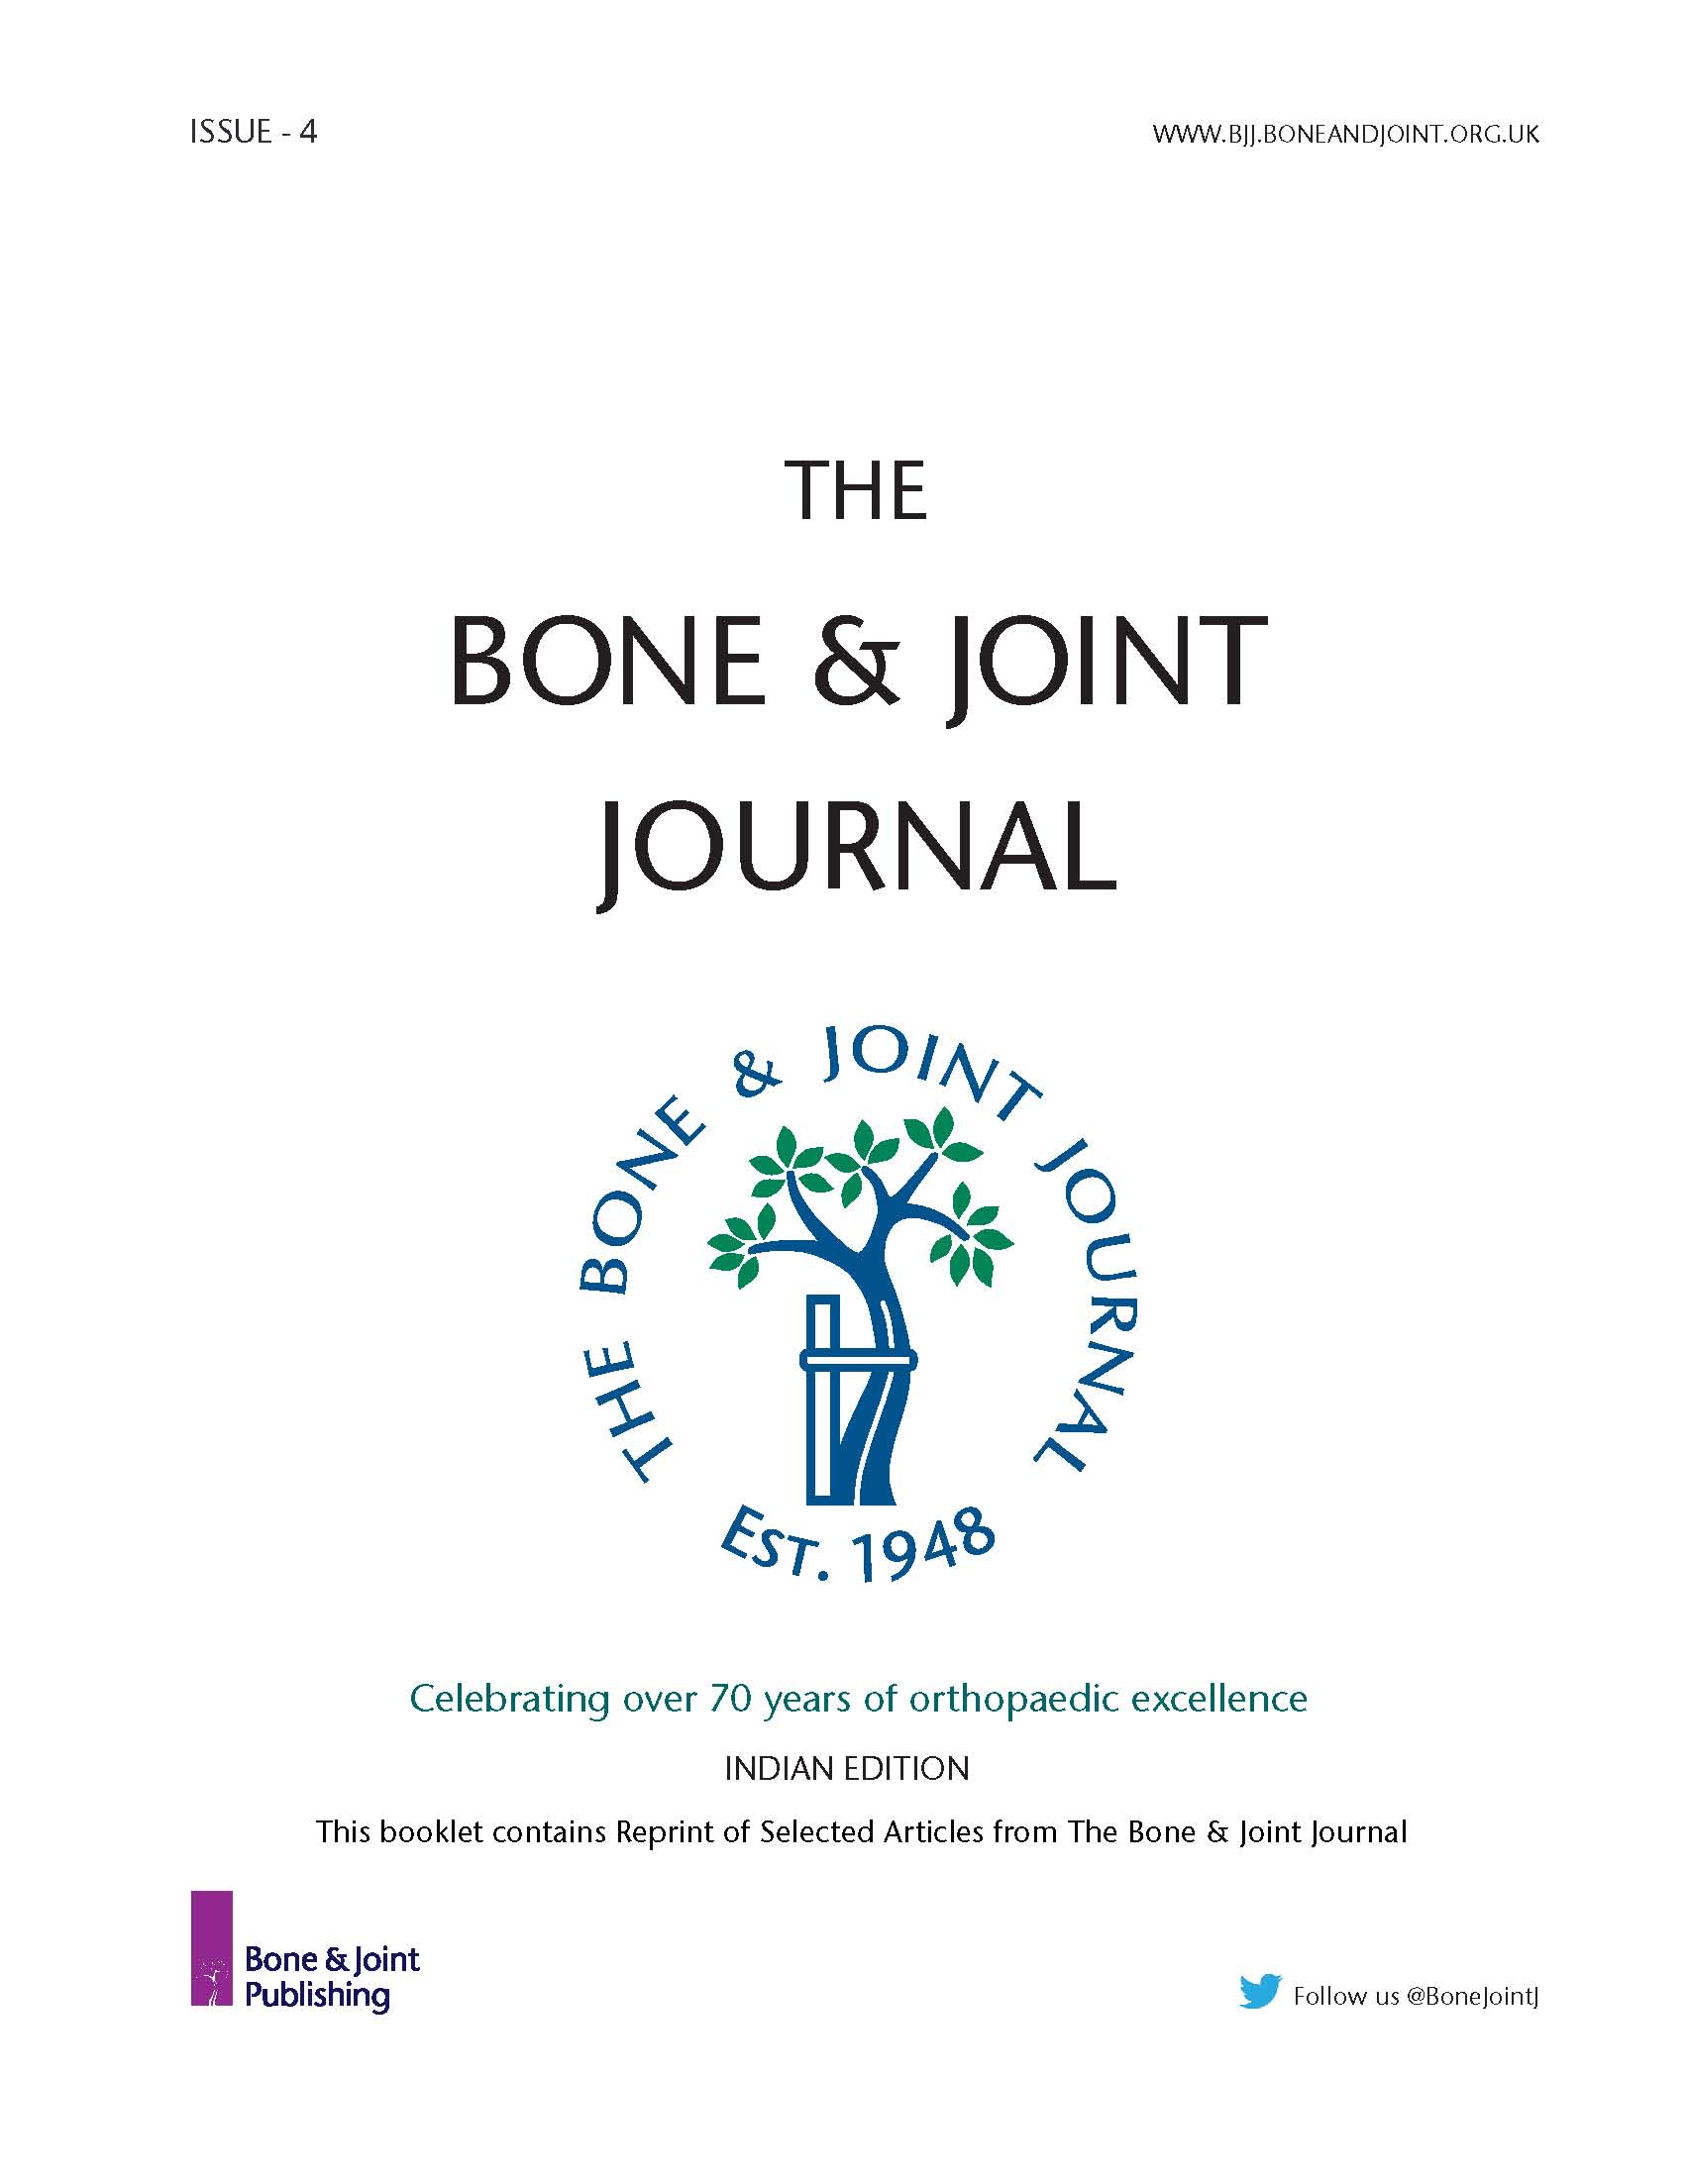 ISSUE - 4
WWW.BJJ.BONEANDJOINT.ORG.UK
THE
BONE & JOINT
JOURNAL
THE BONE & JOINT JOURNAL
EST. 1948
Celebrating over 70 years of orthopaedic excellence
INDIAN EDITION
This booklet contains Reprint of Selected Articles from The Bone & Joint Journal
Bone & Joint
Publishing
Follow us @BoneJointJ